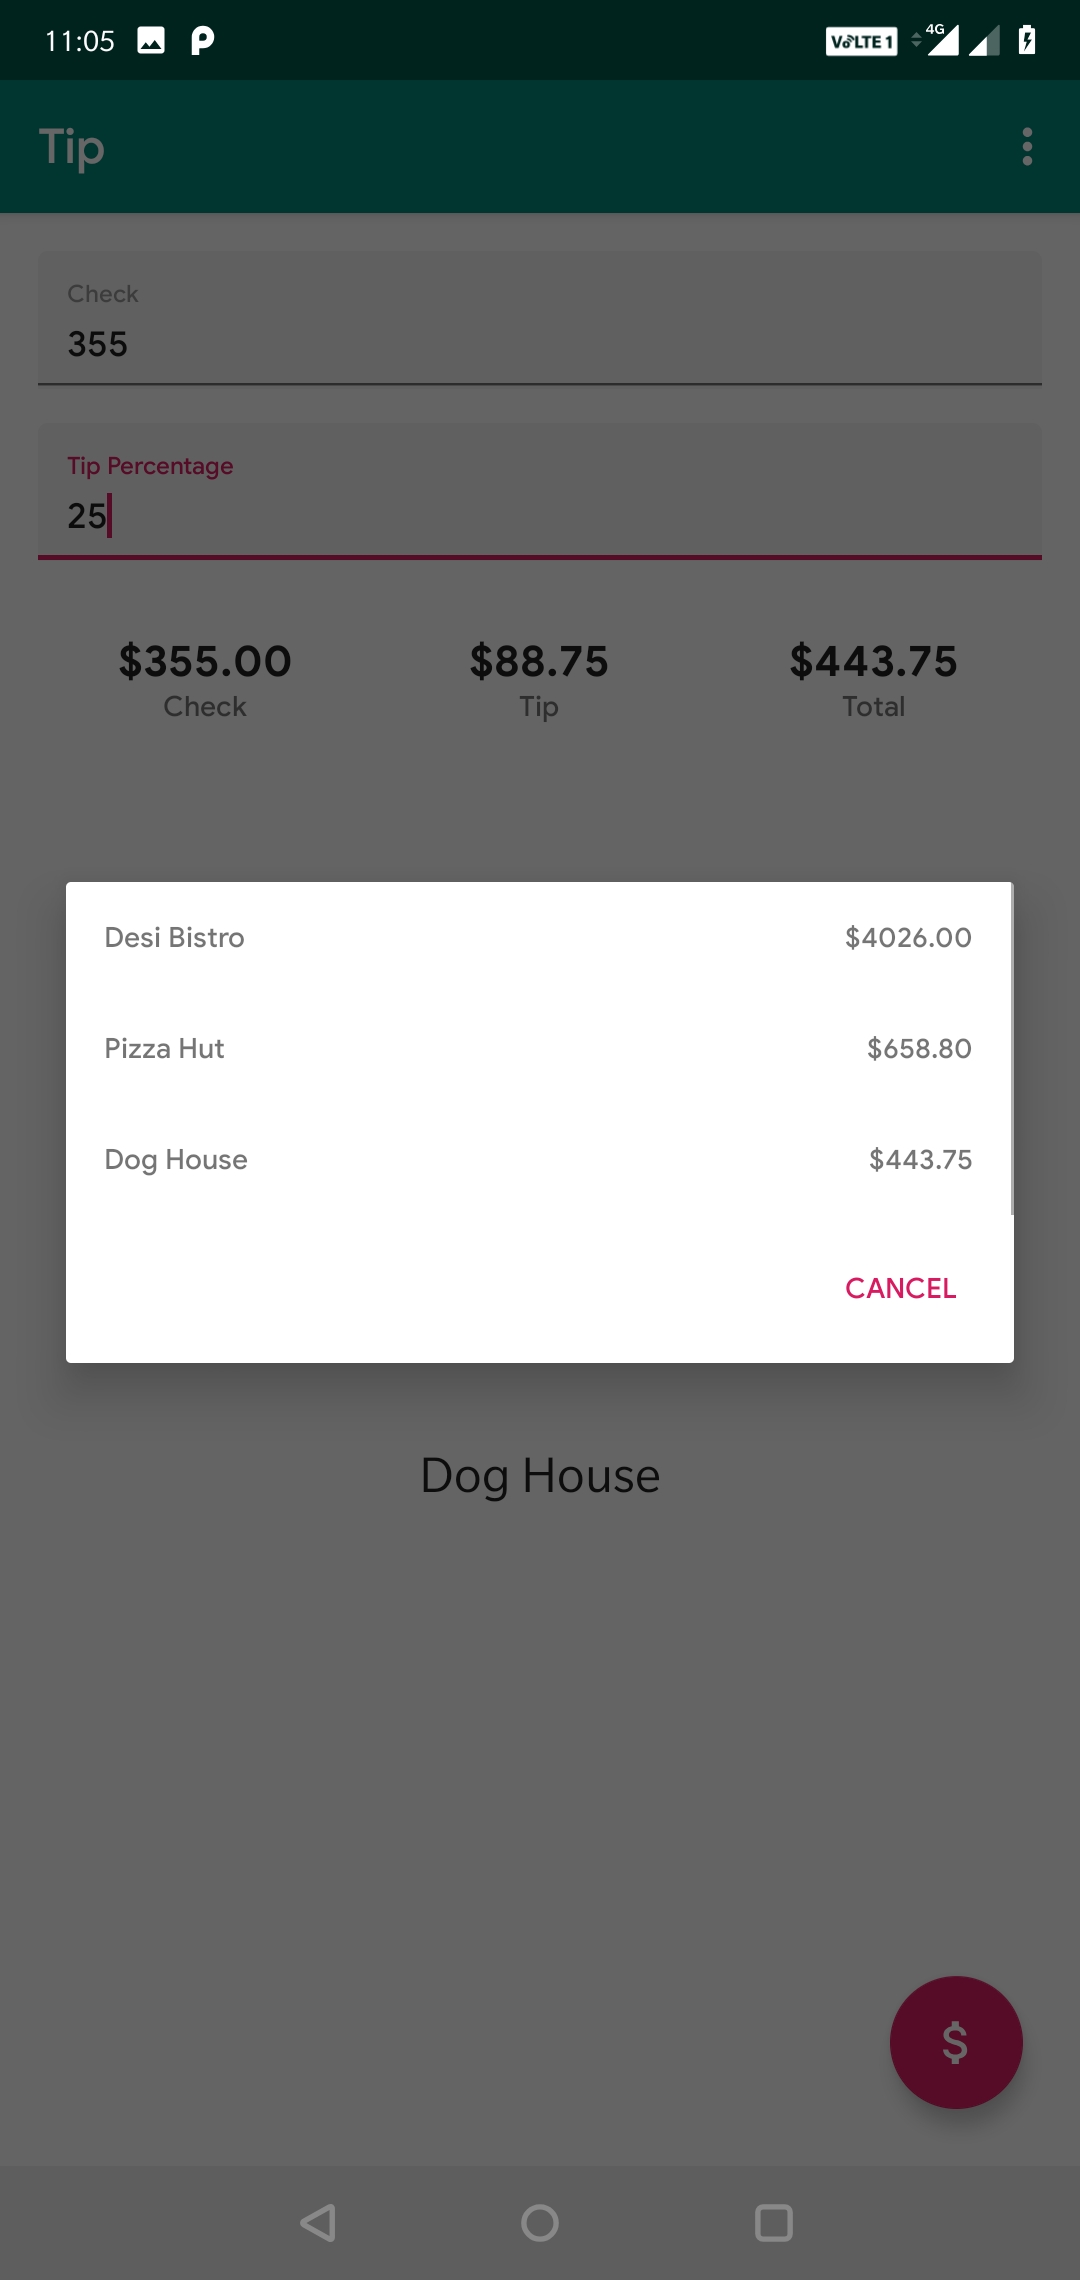 11:05 VoLTE 1 4G
Tip
Check
355
Tip Percentage
25
$355.00 $88.75 $443.75
Check Tip Total
Desi Bistro $4026.00
Pizza Hut $658.80
Dog House $443.75
CANCEL
Dog House
$